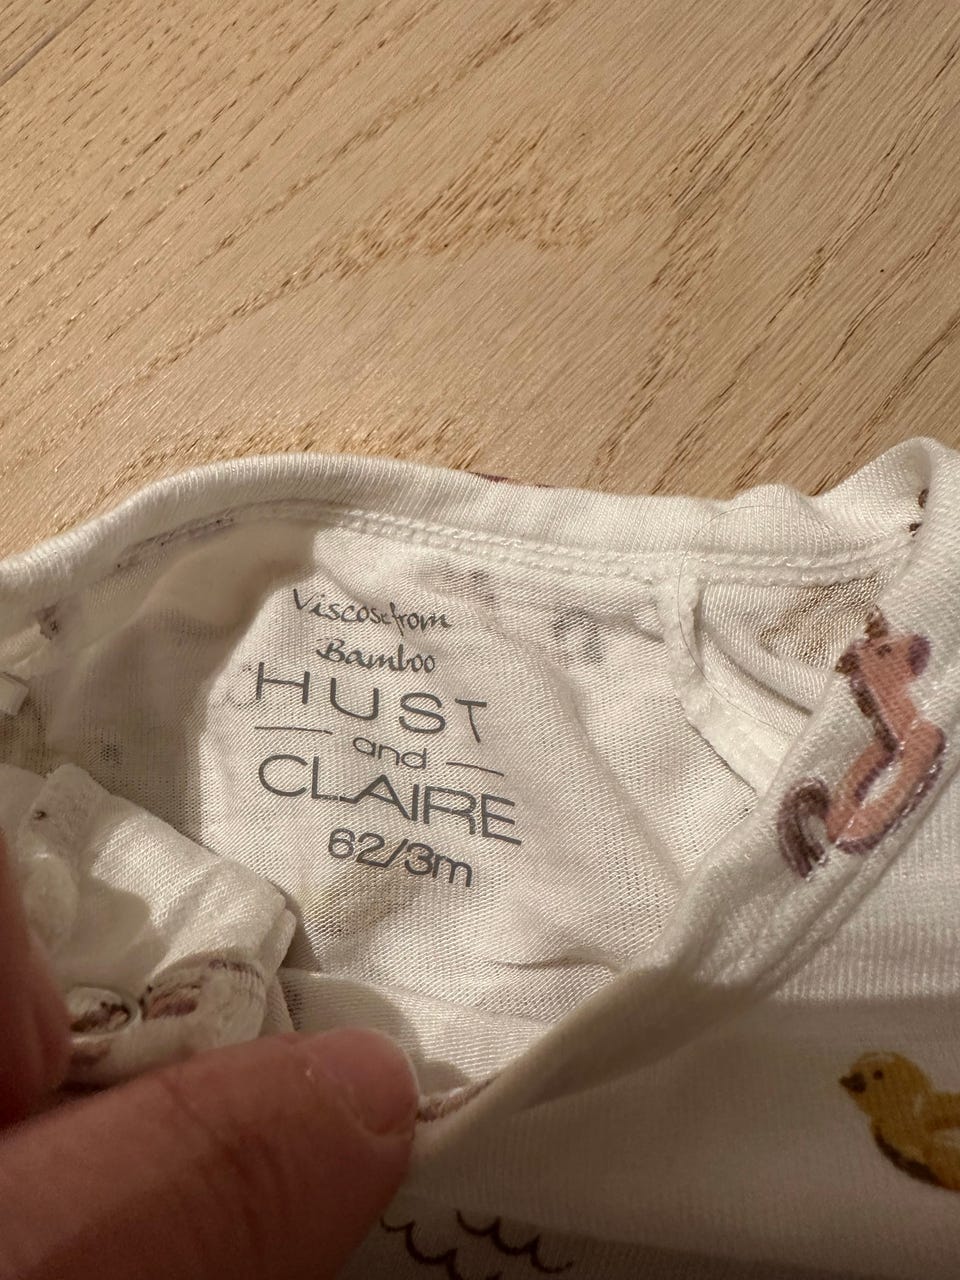 Viscose from
Bamboo
HUST
and
CLAIRE
62/3m